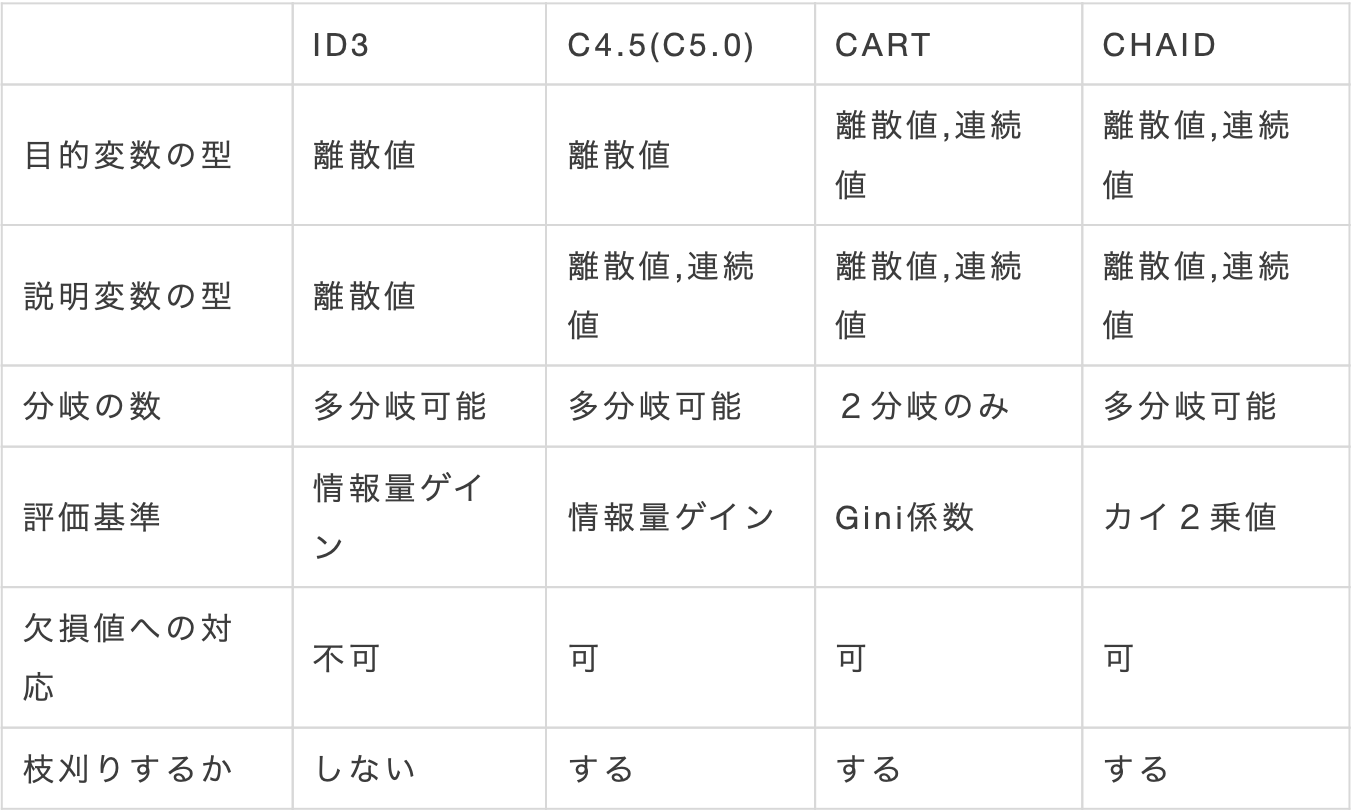 ID3 C4.5(C5.0) CART CHAID
目的変数の型 離散値 離散値 離散値,連続 離散値,連続
値 値
説明変数の型 離散値 離散値,連続 離散値,連続 離散値,連続
値 値 値
分岐の数 多分岐可能 多分岐可能 ２分岐のみ 多分岐可能
評価基準 情報量ゲイ 情報量ゲイン Gini係数 カイ２乗値
ン
欠損値への対 不可 可 可 可
応
枝刈りするか しない する する する